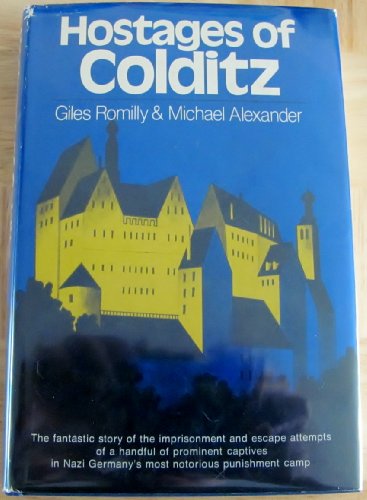 Hostages of
Colditz
Giles Romilly & Michael Alexander
The fantastic story of the imprisonment and escape attempts
of a handful of prominent captives
in Nazi Germany's most notorious punishment camp